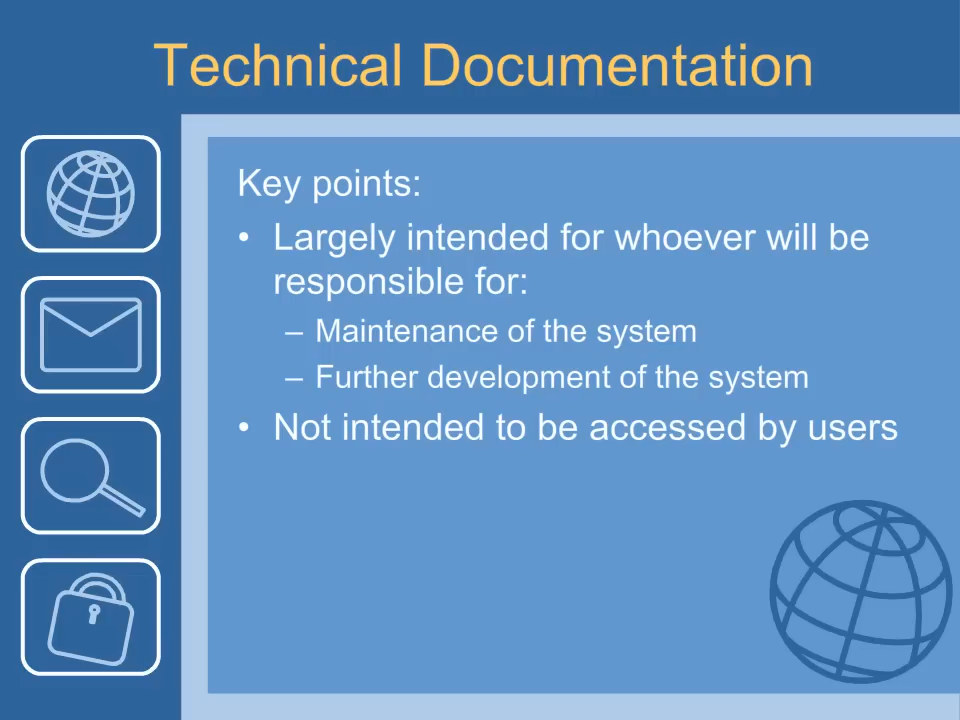 Technical Documentation
Key points:
• Largely intended for whoever will be
responsible for:
– Maintenance of the system
– Further development of the system
• Not intended to be accessed by users